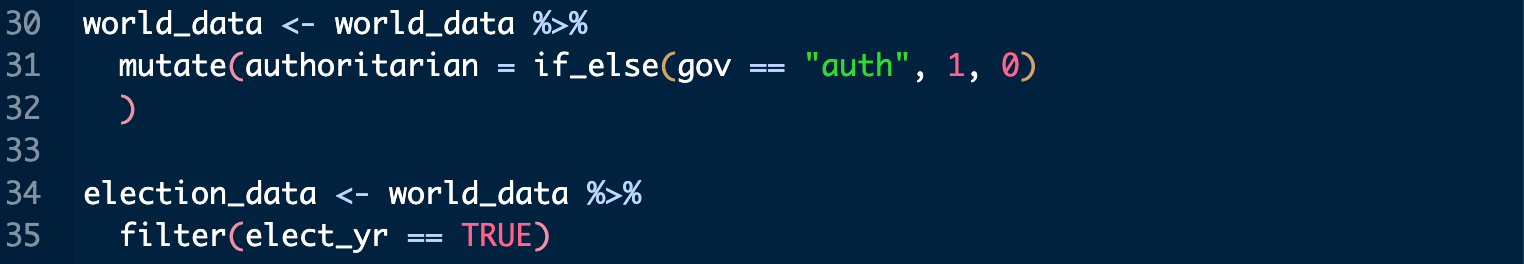 30 world_data <- world_data %>%
31   mutate(authoritarian = if_else(gov == "auth", 1, 0)
32   )
33
34 election_data <- world_data %>%
35   filter(elect_yr == TRUE)